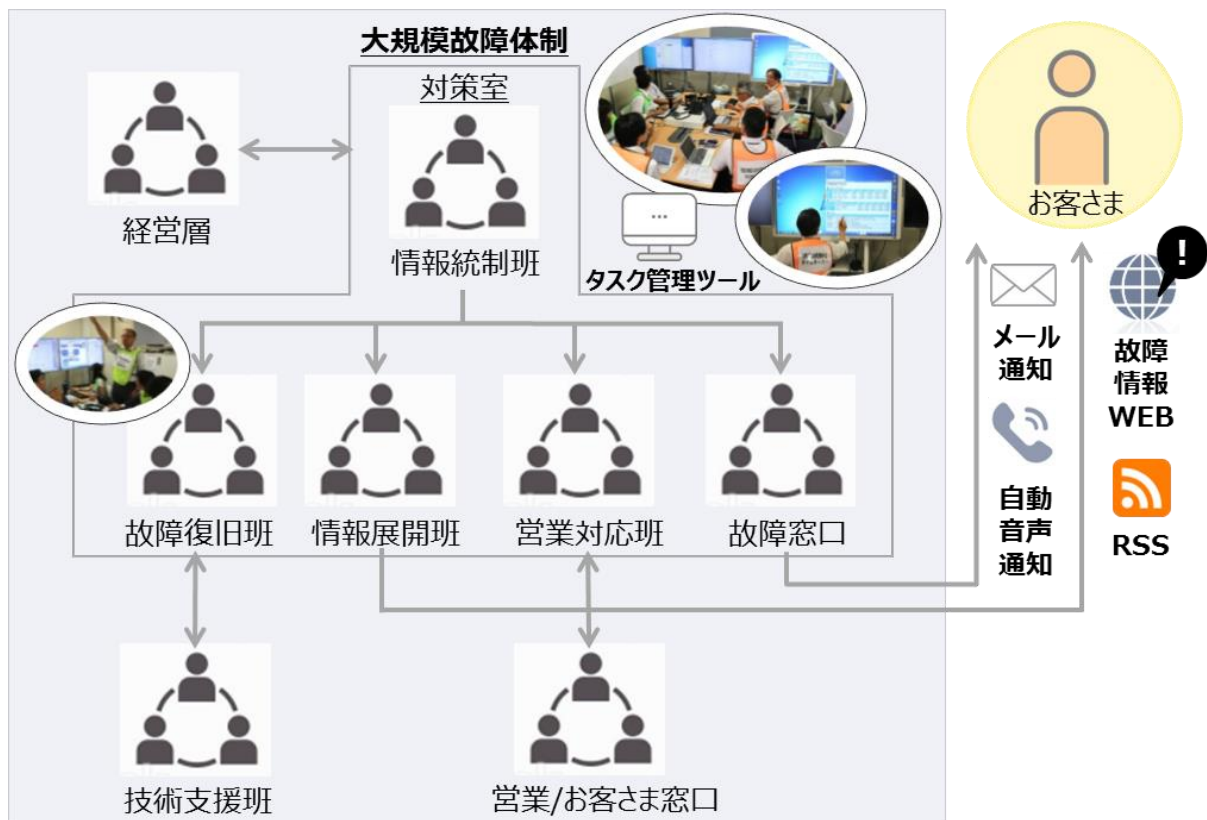 大規模故障体制
対策室
経営層
情報統制班
タスク管理ツール
お客さま
故障復旧班
情報展開班
営業対応班
故障窓口
メール
通知
自動
音声
通知
!
故障
情報
WEB
RSS
技術支援班
営業/お客さま窓口